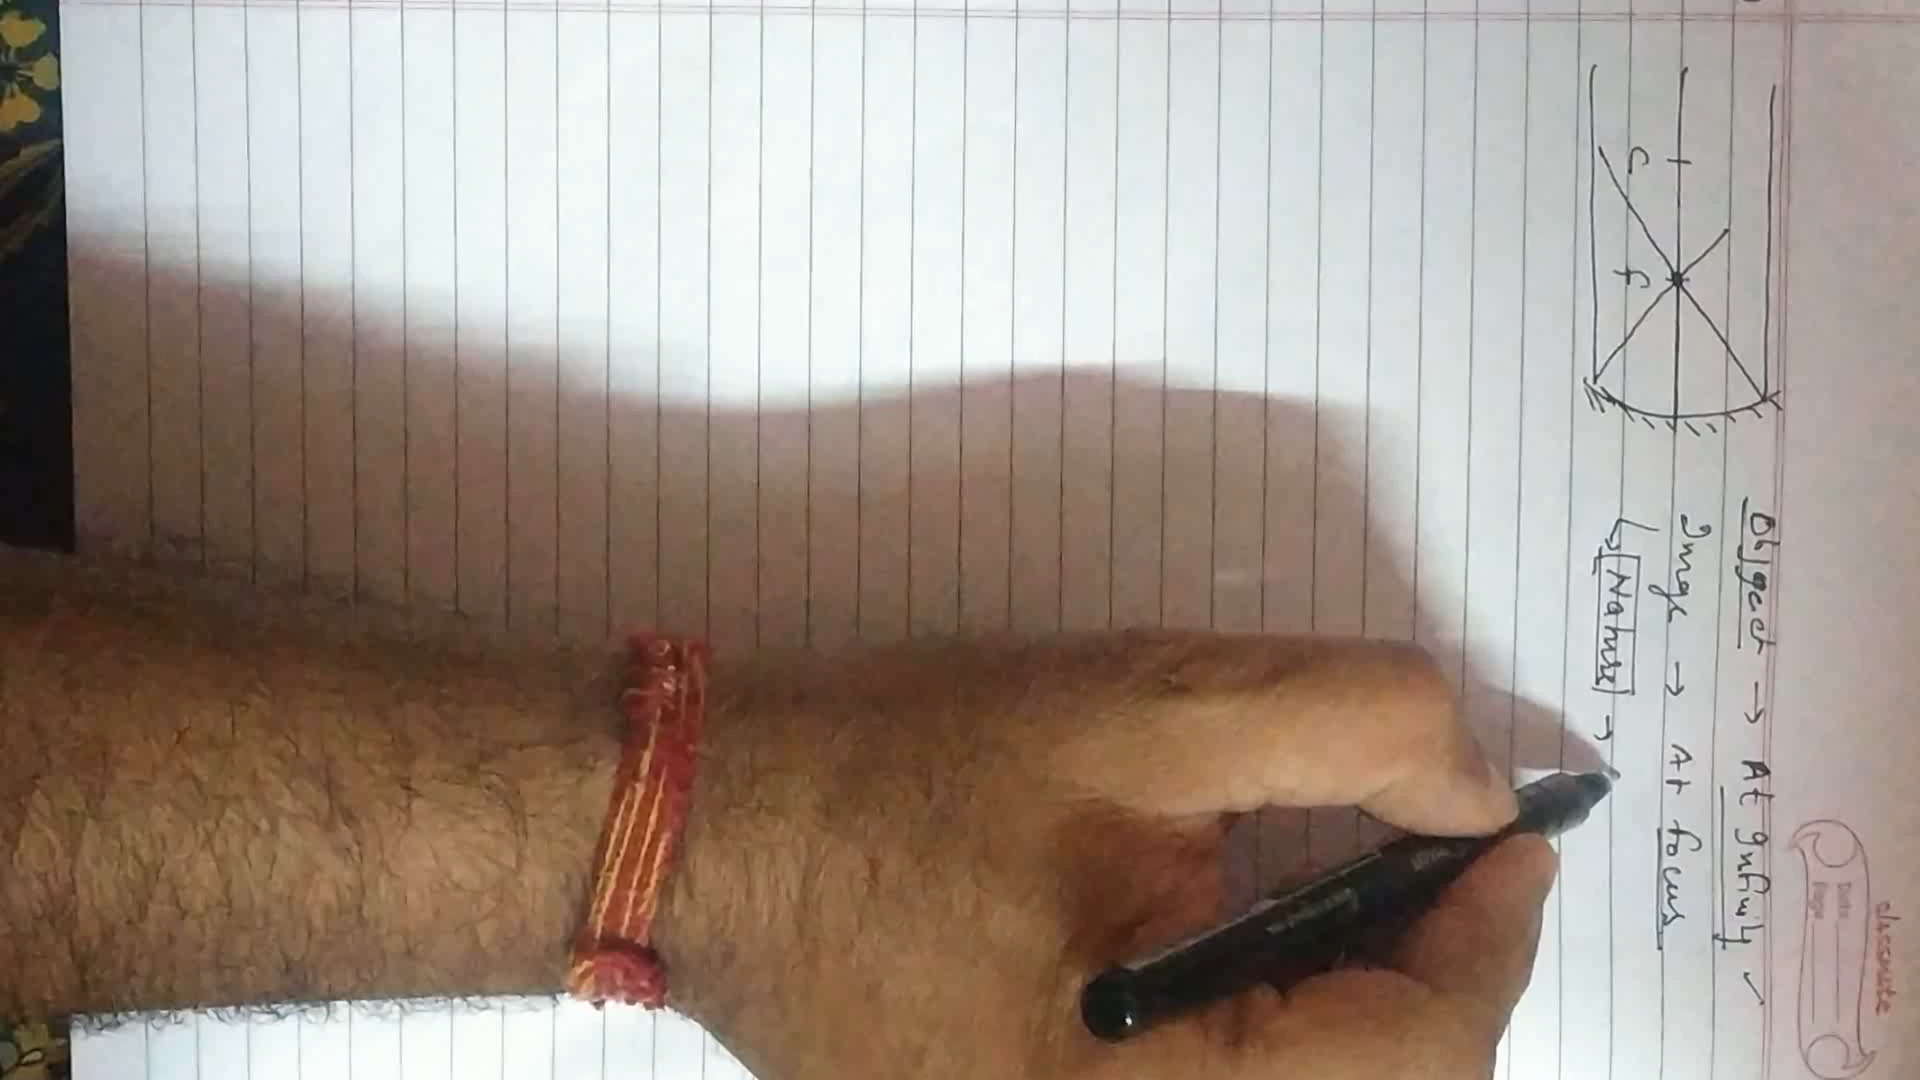 classmate
Date
Page
Object → At Infinity ✓
Image → At focus
↳ Nature →
C
f